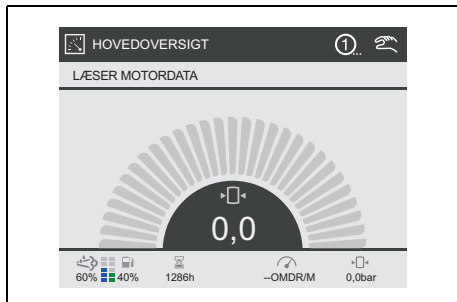 HOVEDOVERSIGT 1...
LÆSER MOTORDATA
0,0
60% 40% 1286h --OMDR/M 0,0bar